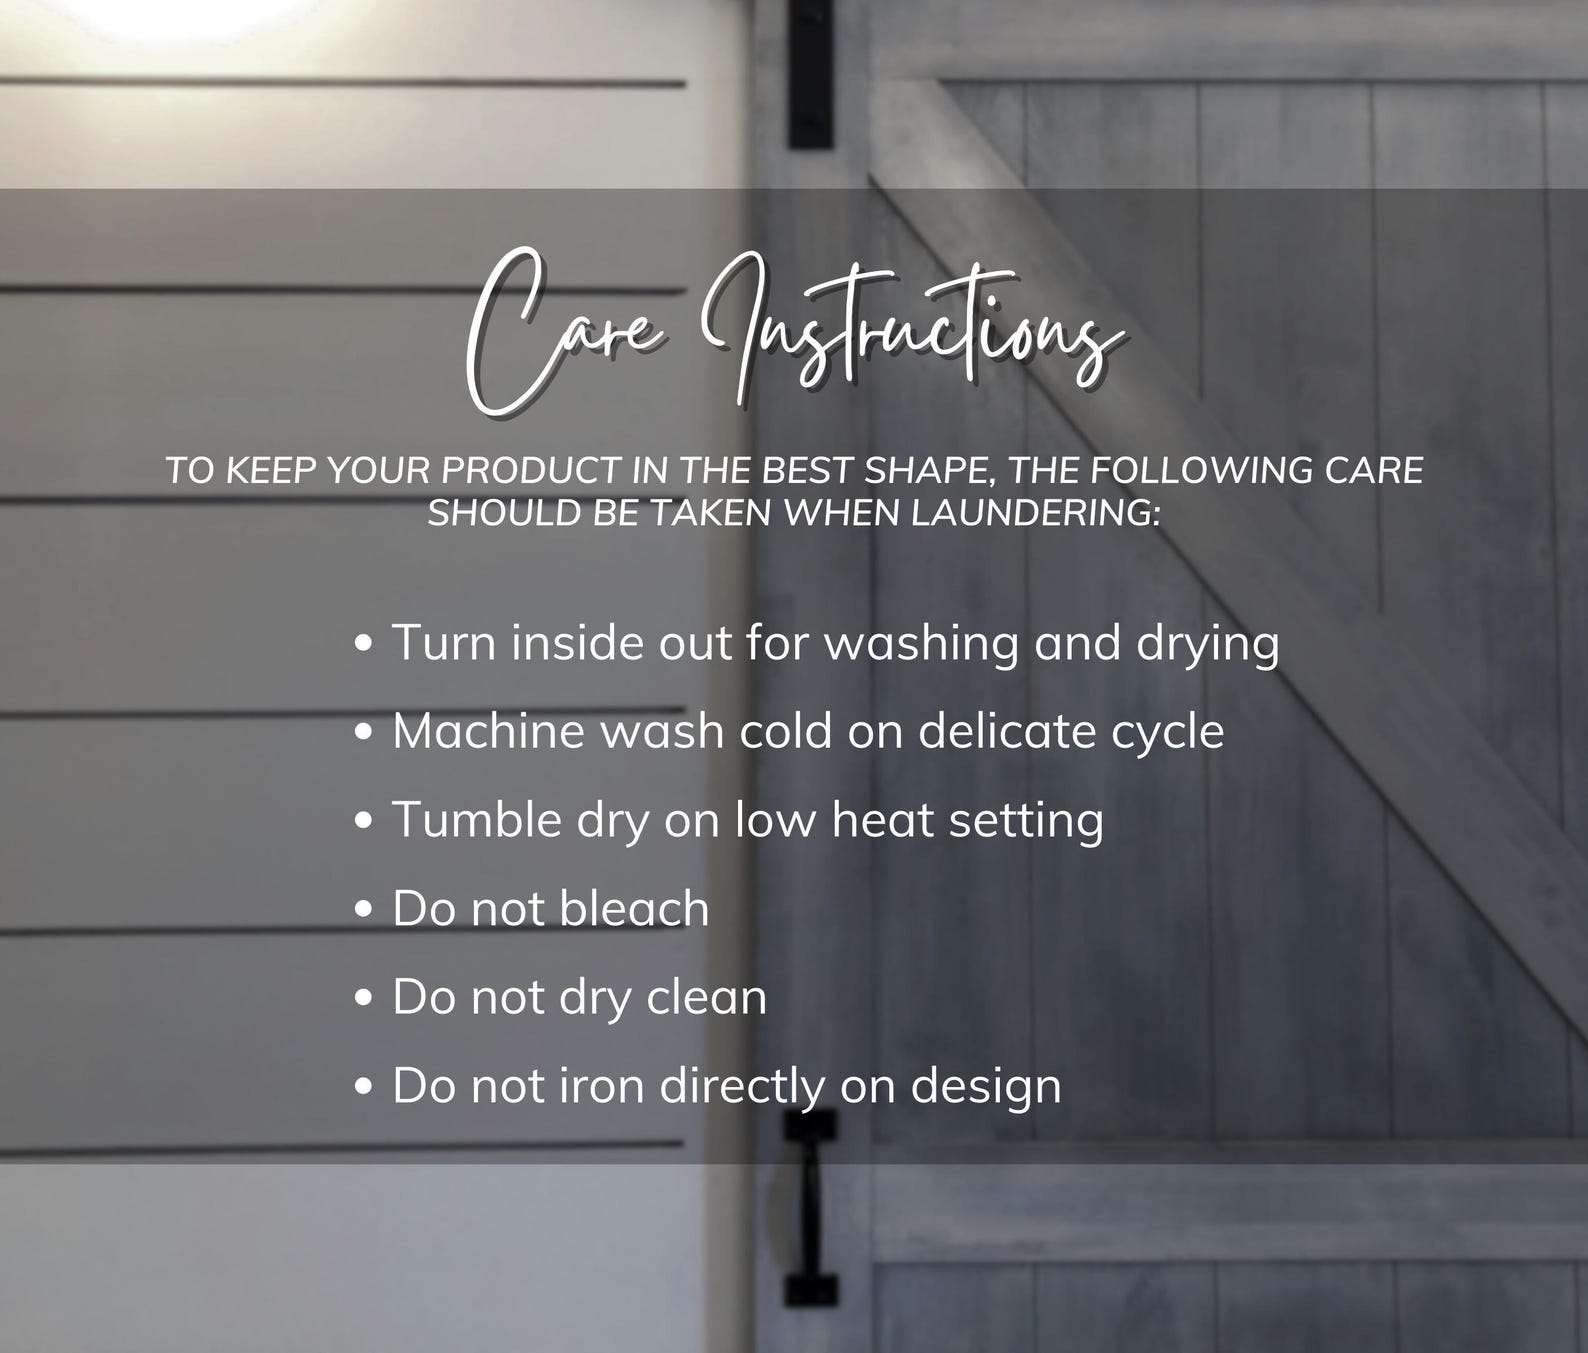 Care Instructions
TO KEEP YOUR PRODUCT IN THE BEST SHAPE, THE FOLLOWING CARE
SHOULD BE TAKEN WHEN LAUNDERING:
• Turn inside out for washing and drying
• Machine wash cold on delicate cycle
• Tumble dry on low heat setting
• Do not bleach
• Do not dry clean
• Do not iron directly on design